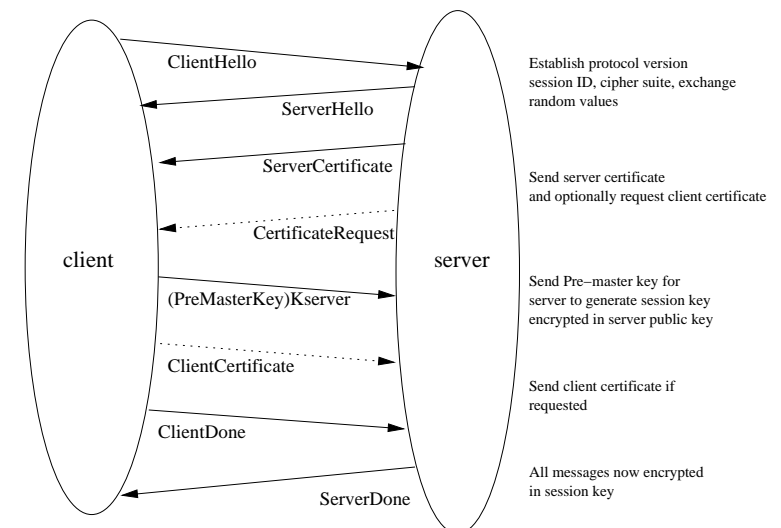 ClientHello
Establish protocol version
session ID, cipher suite, exchange
random values
ServerHello
ServerCertificate
Send server certificate
and optionally request client certificate
CertificateRequest
client
server
(PreMasterKey)Kserver
Send Pre−master key for
server to generate session key
encrypted in server public key
ClientCertificate
Send client certificate if
requested
ClientDone
All messages now encrypted
in session key
ServerDone